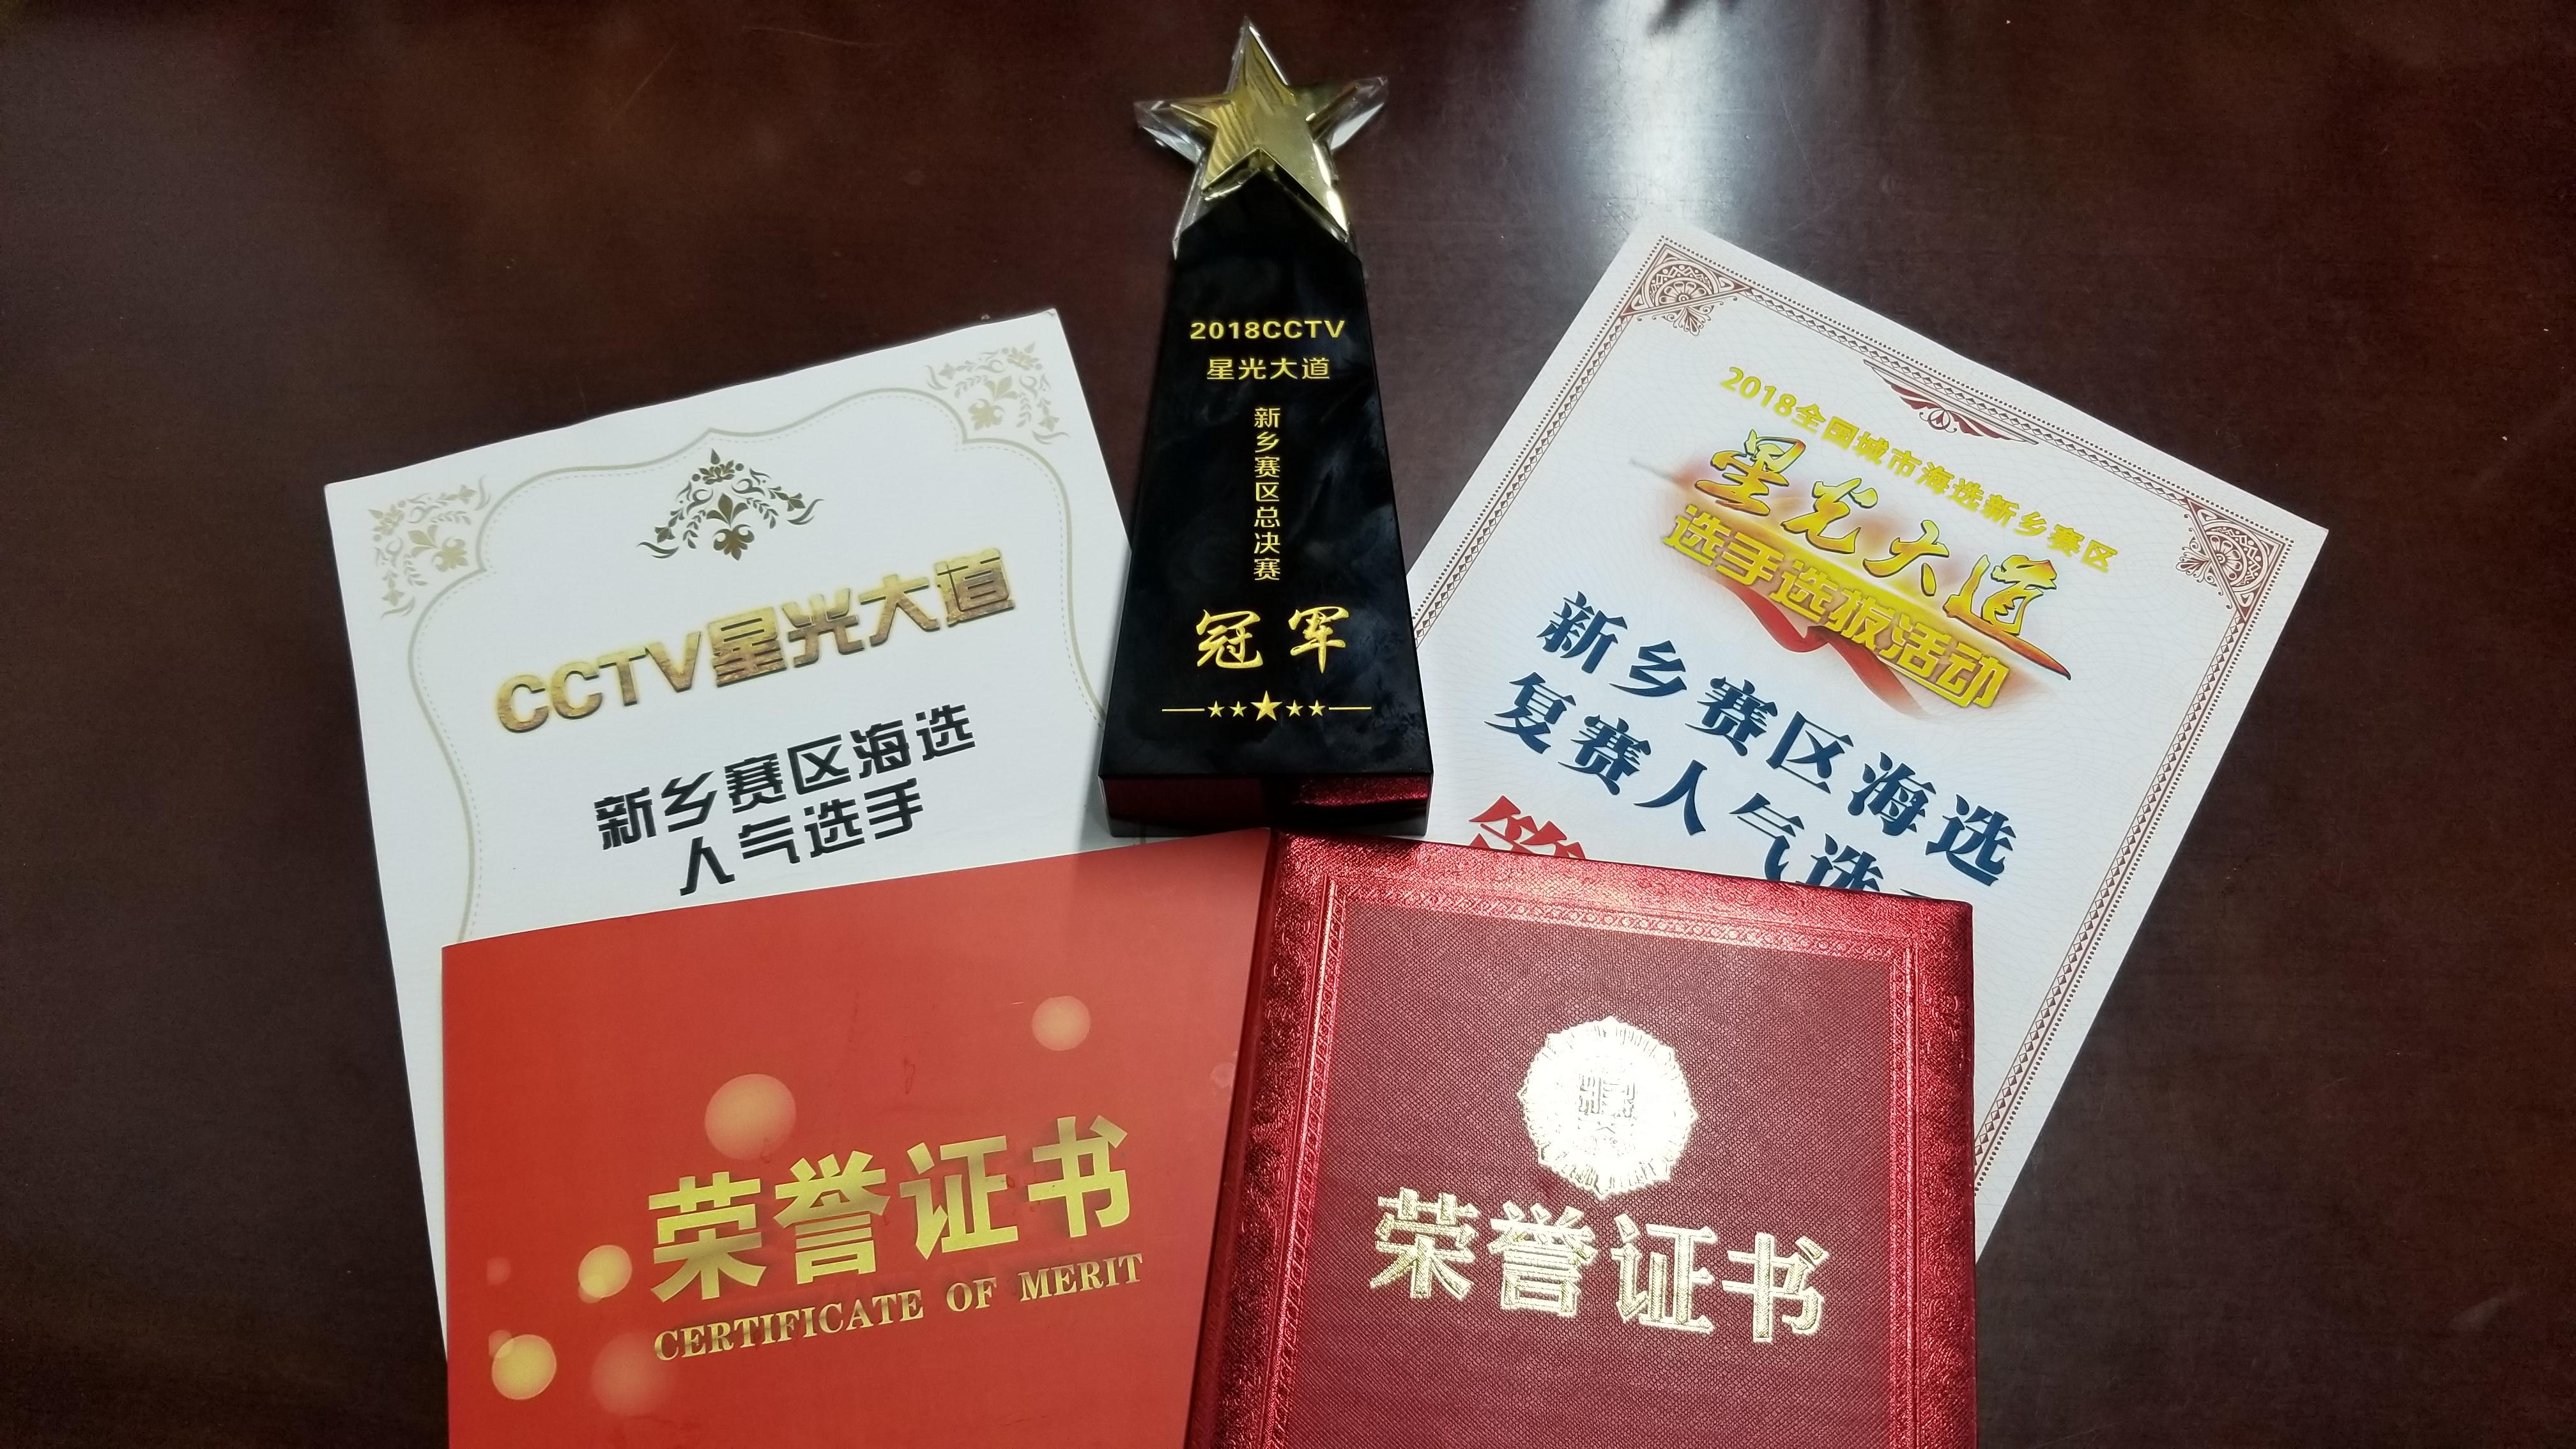 2018CCTV
星光大道
新乡赛区总决赛
冠军
CCTV星光大道
新乡赛区海选
人气选手
2018全国城市海选新乡赛区
星光大道
选手选拔活动
新乡赛区海选
复赛人气选
荣誉证书
CERTIFICATE OF MERIT
荣誉证书